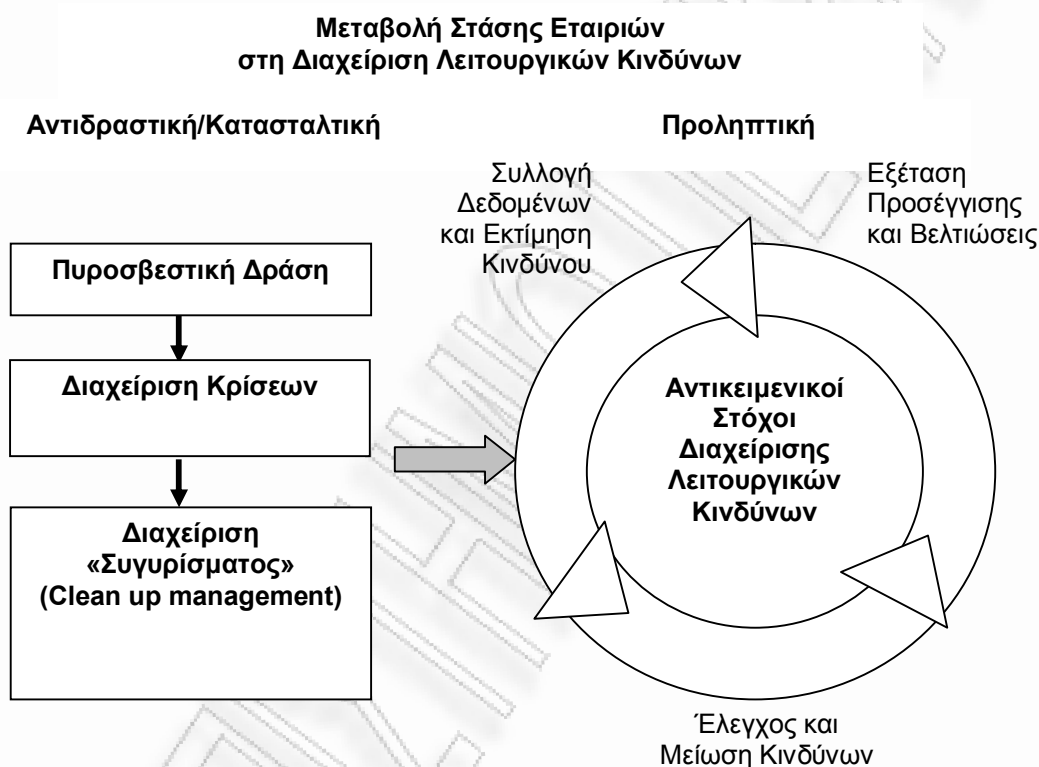 Μεταβολή Στάσης Εταιριών
στη Διαχείριση Λειτουργικών Κινδύνων
Αντιδραστική/Κατασταλτική
Προληπτική
Πυροσβεστική Δράση
Διαχείριση Κρίσεων
Διαχείριση
«Συγυρίσματος»
(Clean up management)
Συλλογή
Δεδομένων
και Εκτίμηση
Κινδύνου
Εξέταση
Προσέγγισης
και Βελτιώσεις
Αντικειμενικοί
Στόχοι
Διαχείρισης
Λειτουργικών
Κινδύνων
Έλεγχος και
Μείωση Κινδύνων